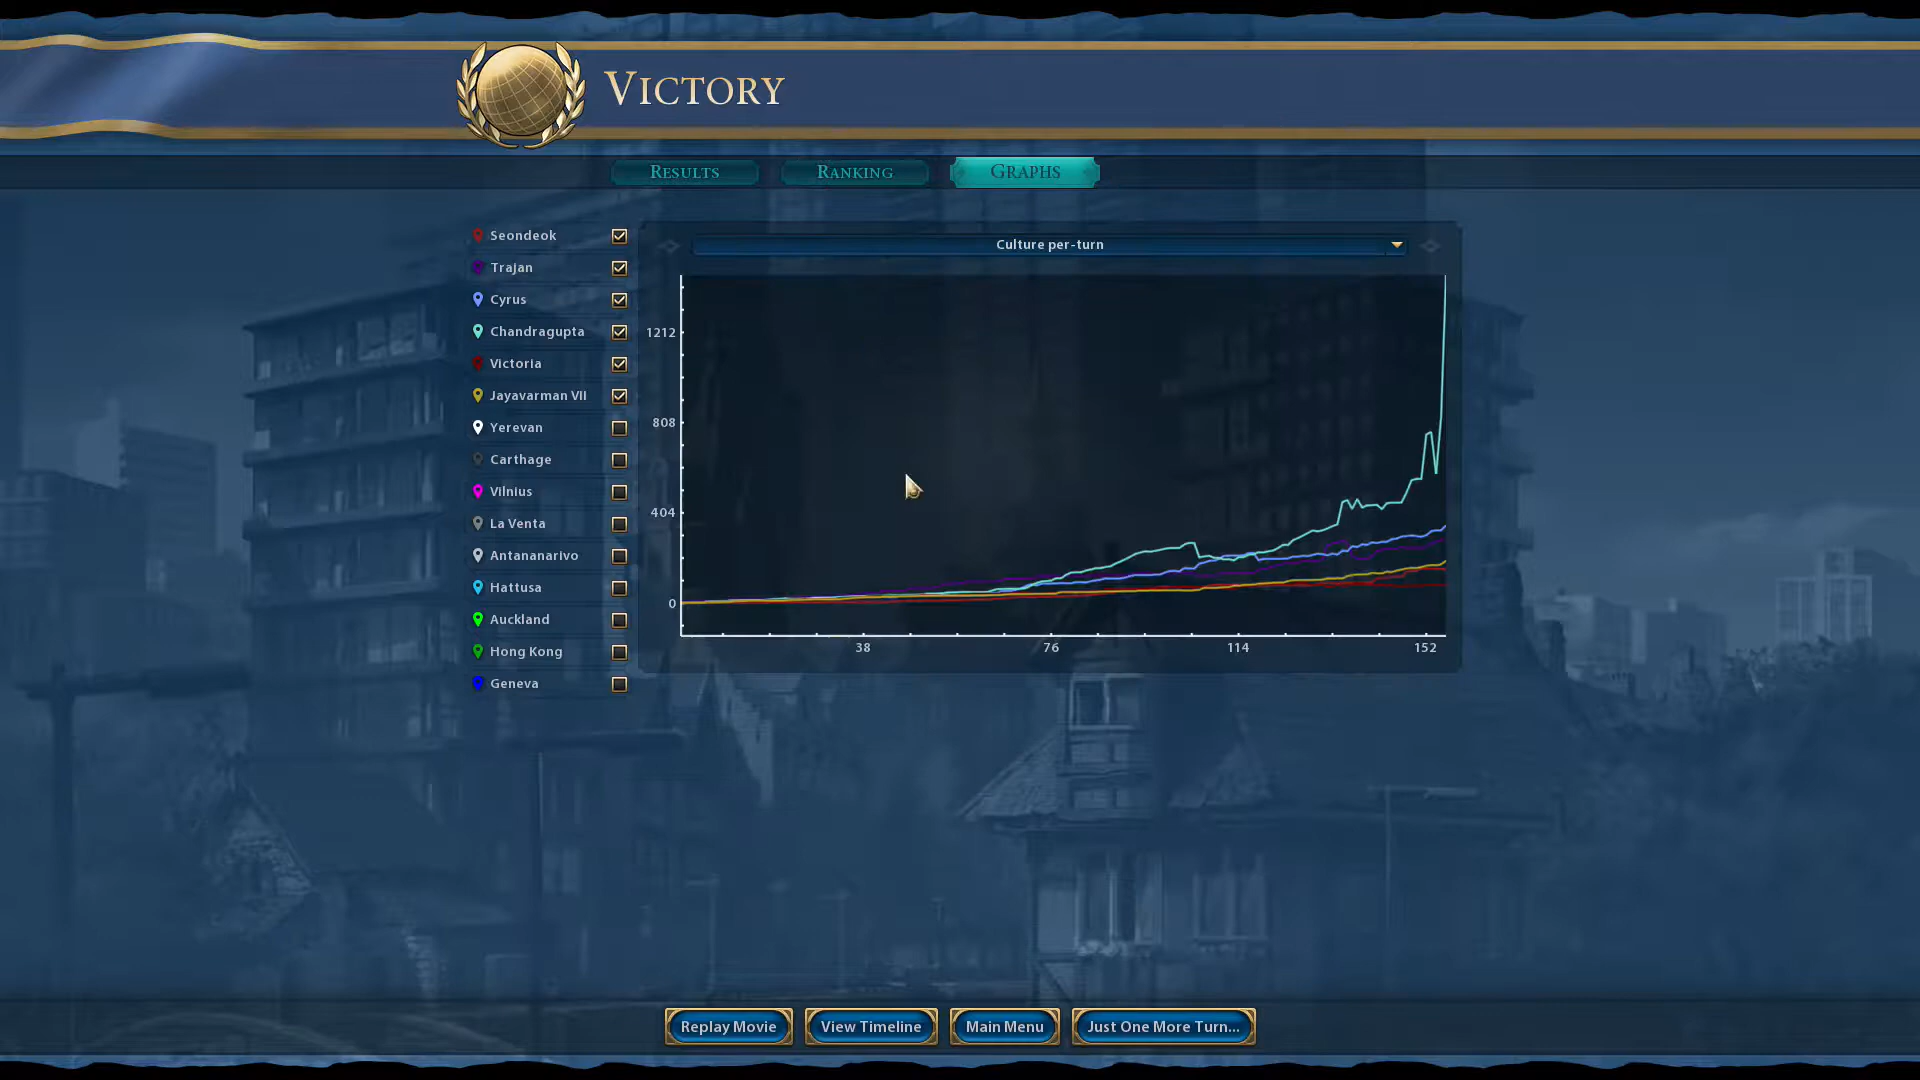 VICTORY
RESULTS
RANKING
GRAPHS
Seondeok
Trajan
Cyrus
Chandragupta
Victoria
Jayavarman VII
Yerevan
Carthage
Vilnius
La Venta
Antananarivo
Hattusa
Auckland
Hong Kong
Geneva
Culture per-turn
1212
808
404
0
38
76
114
152
Replay Movie
View Timeline
Main Menu
Just One More Turn...